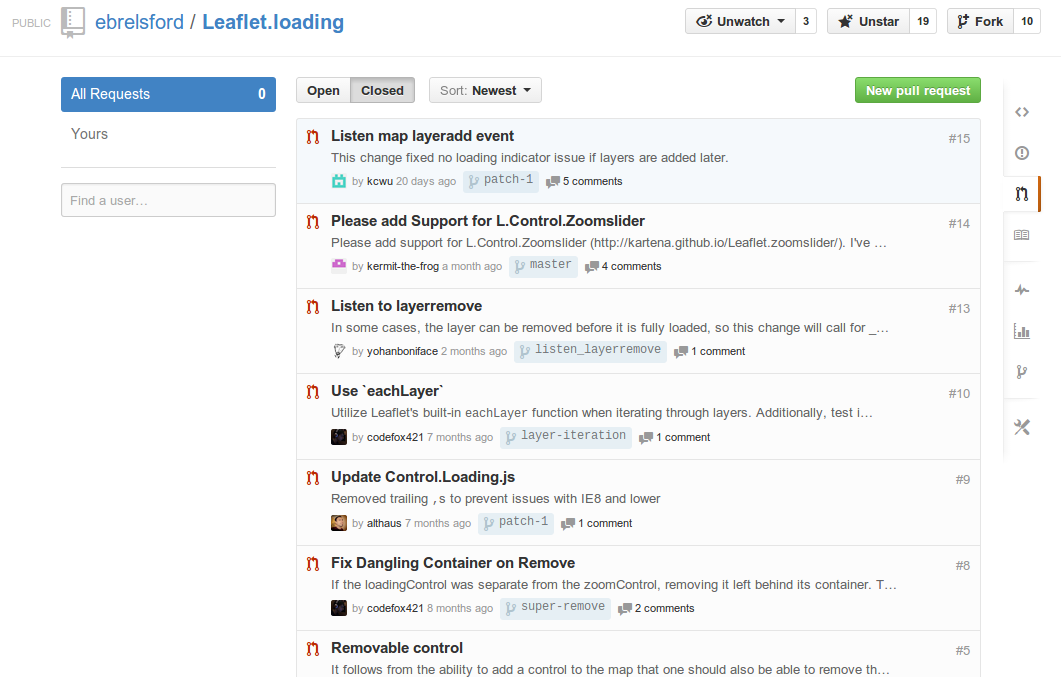 PUBLIC ebrelsford / Leaflet.loading Unwatch 3 Unstar 19 Fork 10
All Requests 0
Yours
Find a user...
Open Closed Sort: Newest New pull request
Listen map layeradd event #15
This change fixed no loading indicator issue if layers are added later.
by kcwu 20 days ago patch-1 5 comments
Please add Support for L.Control.Zoomslider #14
Please add support for L.Control.Zoomslider (http://kartena.github.io/Leaflet.zoomslider/). I've …
by kermit-the-frog a month ago master 4 comments
Listen to layerremove #13
In some cases, the layer can be removed before it is fully loaded, so this change will call for _…
by yohanboniface 2 months ago listen_layerremove 1 comment
Use `eachLayer` #10
Utilize Leaflet's built-in eachLayer function when iterating through layers. Additionally, test i…
by codefox421 7 months ago layer-iteration 1 comment
Update Control.Loading.js #9
Removed trailing ,s to prevent issues with IE8 and lower
by althaus 7 months ago patch-1 1 comment
Fix Dangling Container on Remove #8
If the loadingControl was separate from the zoomControl, removing it left behind its container. T…
by codefox421 8 months ago super-remove 2 comments
Removable control #5
It follows from the ability to add a control to the map that one should also be able to remove th…